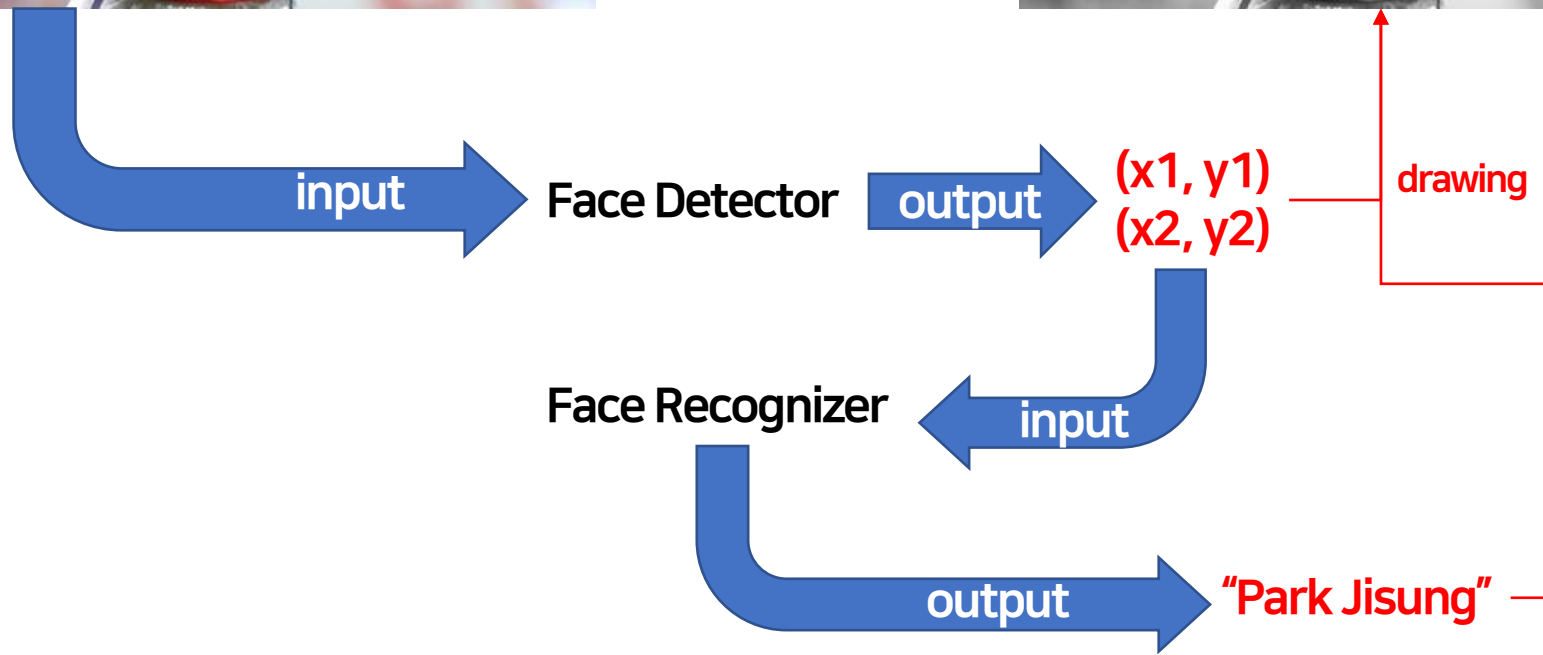 input
Face Detector
output
(x1, y1)
(x2, y2)
drawing
Face Recognizer
input
output
“Park Jisung”